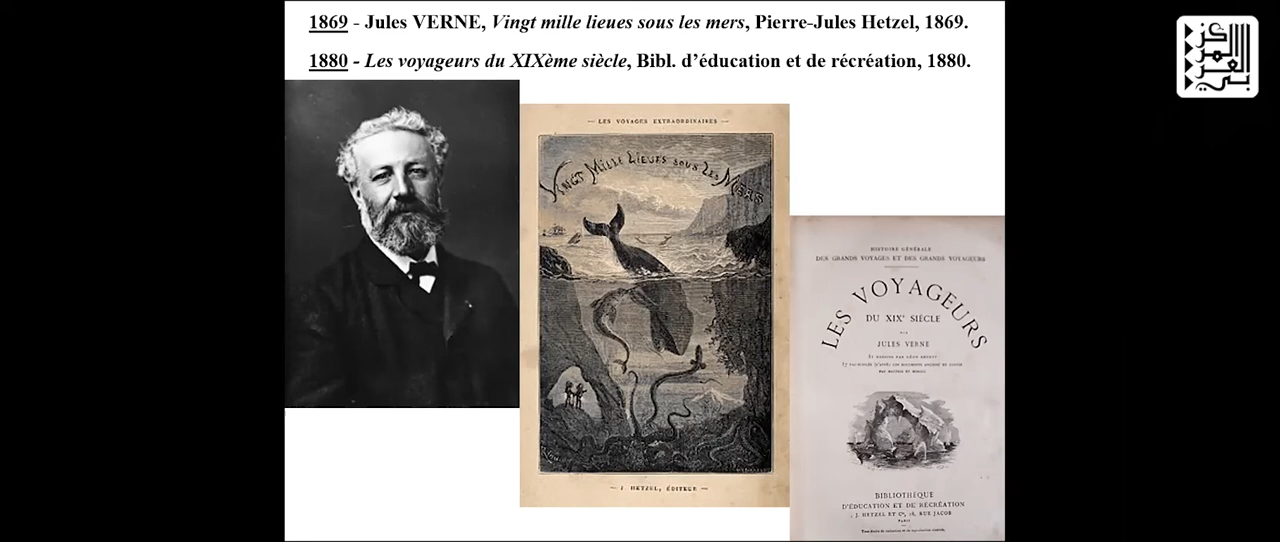 1869 - Jules VERNE, Vingt mille lieues sous les mers, Pierre-Jules Hetzel, 1869.
1880 - Les voyageurs du XIXème siècle, Bibl. d’éducation et de récréation, 1880.
— LES VOYAGES EXTRAORDINAIRES —
VINGT MILLE LIEUES SOUS LES MERS
— J. HETZEL, ÉDITEUR —
HISTOIRE GÉNÉRALE
DES GRANDS VOYAGES ET DES GRANDS VOYAGEURS
LES VOYAGEURS
DU XIXE SIÈCLE
PAR
JULES VERNE
BIBLIOTHÈQUE
D'ÉDUCATION ET DE RÉCRÉATION
J. HETZEL ET Cie, 18, RUE JACOB
PARIS
المركز العربي